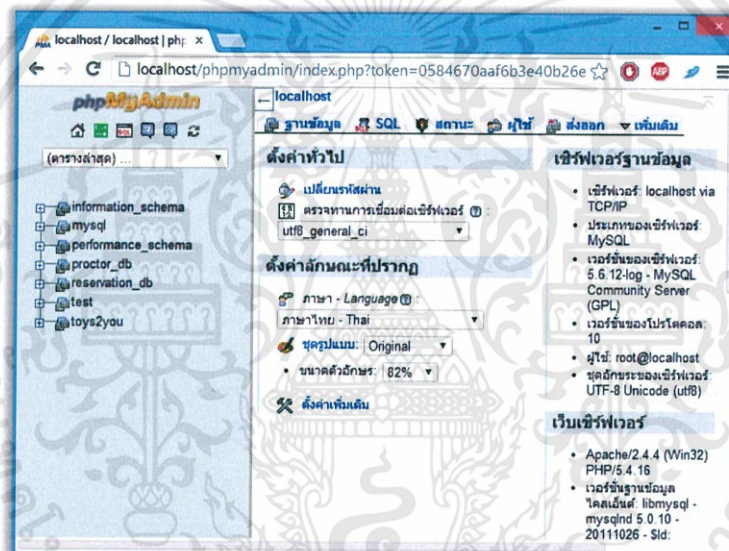 localhost / localhost | php
localhost/phpmyadmin/index.php?token=0584670aaf6b3e40b26e
ABP
phpMyAdmin
(ตารางล่าสุด) ...
information_schema
mysql
performance_schema
proctor_db
reservation_db
test
toys2you
localhost
ฐานข้อมูล SQL สถานะ ผู้ใช้ ส่งออก เพิ่มเติม
ตั้งค่าทั่วไป
เปลี่ยนรหัสผ่าน
ตรวจทานการเชื่อมต่อเซิร์ฟเวอร์ :
utf8_general_ci
ตั้งค่าลักษณะที่ปรากฏ
ภาษา - Language :
ภาษาไทย - Thai
ชุดรูปแบบ: Original
ขนาดตัวอักษร: 82%
ตั้งค่าเพิ่มเติม
เซิร์ฟเวอร์ฐานข้อมูล
เซิร์ฟเวอร์: localhost via
TCP/IP
ประเภทของเซิร์ฟเวอร์:
MySQL
เวอร์ชันของเซิร์ฟเวอร์:
5.6.12-log - MySQL
Community Server
(GPL)
เวอร์ชันของโปรโตคอล:
10
ผู้ใช้: root@localhost
ชุดอักขระของเซิร์ฟเวอร์:
UTF-8 Unicode (utf8)
เว็บเซิร์ฟเวอร์
Apache/2.4.4 (Win32)
PHP/5.4.16
เวอร์ชันฐานข้อมูล
ไคลเอ็นต์: libmysql -
mysqlnd 5.0.10 -
20111026 - $Id: